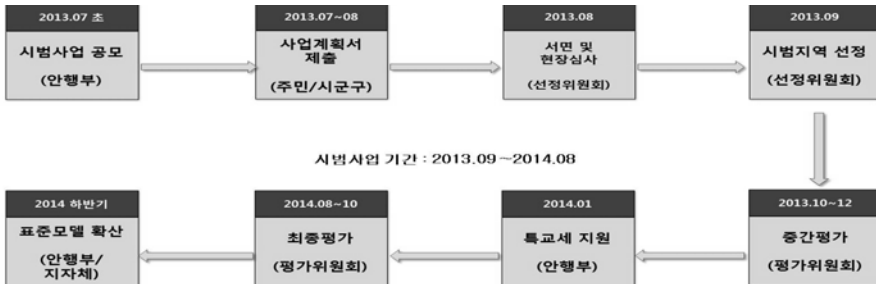 2013.07 초
시범사업 공모
(안행부)
2013.07~08
사업계획서
제출
(주민/시군구)
2013.08
서면 및
현장심사
(선정위원회)
2013.09
시범지역 선정
(선정위원회)
시범사업 기간 : 2013.09~2014.08
2013.10~12
중간평가
(평가위원회)
2014.01
특교세 지원
(안행부)
2014.08~10
최종평가
(평가위원회)
2014 하반기
표준모델 확산
(안행부/
지자체)